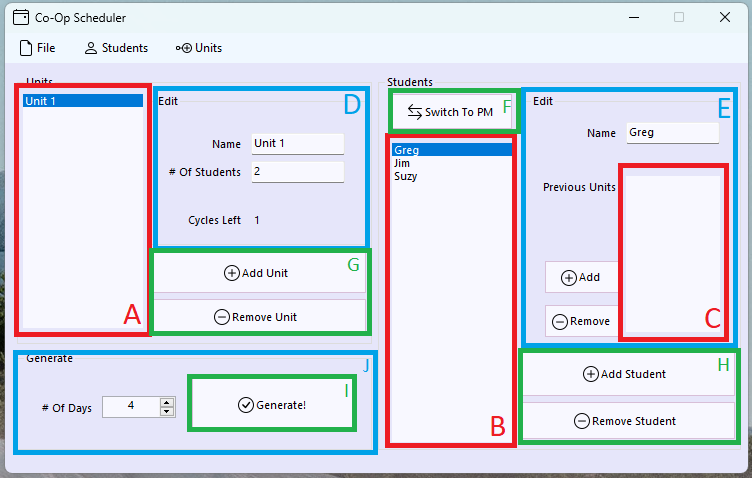 Co-Op Scheduler
File Students Units
Units
Unit 1
A
Edit
D
Name Unit 1
# Of Students 2
Cycles Left 1
G
Add Unit
Remove Unit
Generate
J
# Of Days 4
I
Generate!
Students
Switch To PM
F
Greg
Jim
Suzy
B
Edit
E
Name Greg
Previous Units
Add
Remove
C
H
Add Student
Remove Student